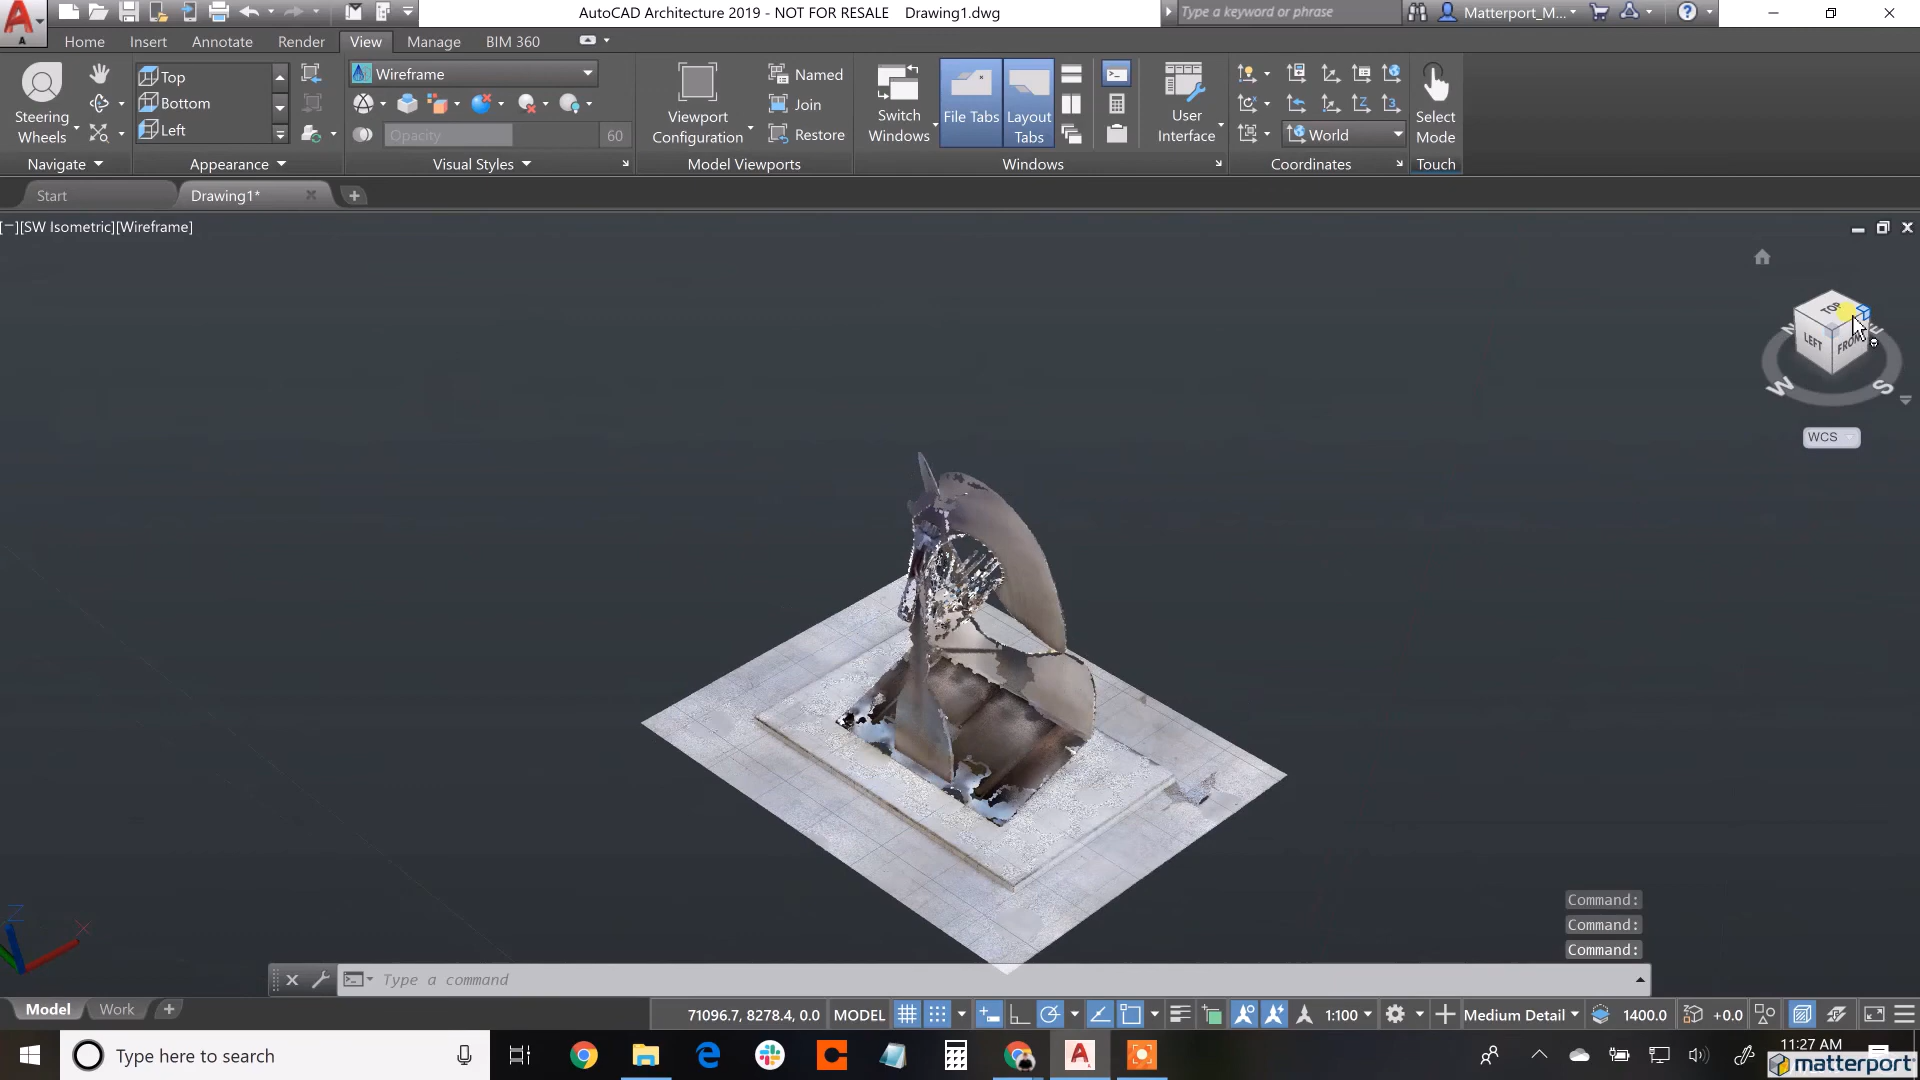 A
A
AutoCAD Architecture 2019 - NOT FOR RESALE Drawing1.dwg
Type a keyword or phrase
Matterport_M...
Home Insert Annotate Render View Manage BIM 360
Steering Wheels
Navigate
Top
Bottom
Left
Appearance
Wireframe
Opacity 60
Visual Styles
Viewport Configuration
Named
Join
Restore
Model Viewports
Switch Windows
File Tabs
Layout Tabs
Windows
User Interface
World
Coordinates
Select Mode
Touch
Start
Drawing1*
[−][SW Isometric][Wireframe]
TOP
LEFT
W
S
WCS
Z
X
Command:
Command:
Command:
Type a command
Model Work
71096.7, 8278.4, 0.0 MODEL
1:100
Medium Detail
1400.0
+0.0
Type here to search
11:27 AM
matterport